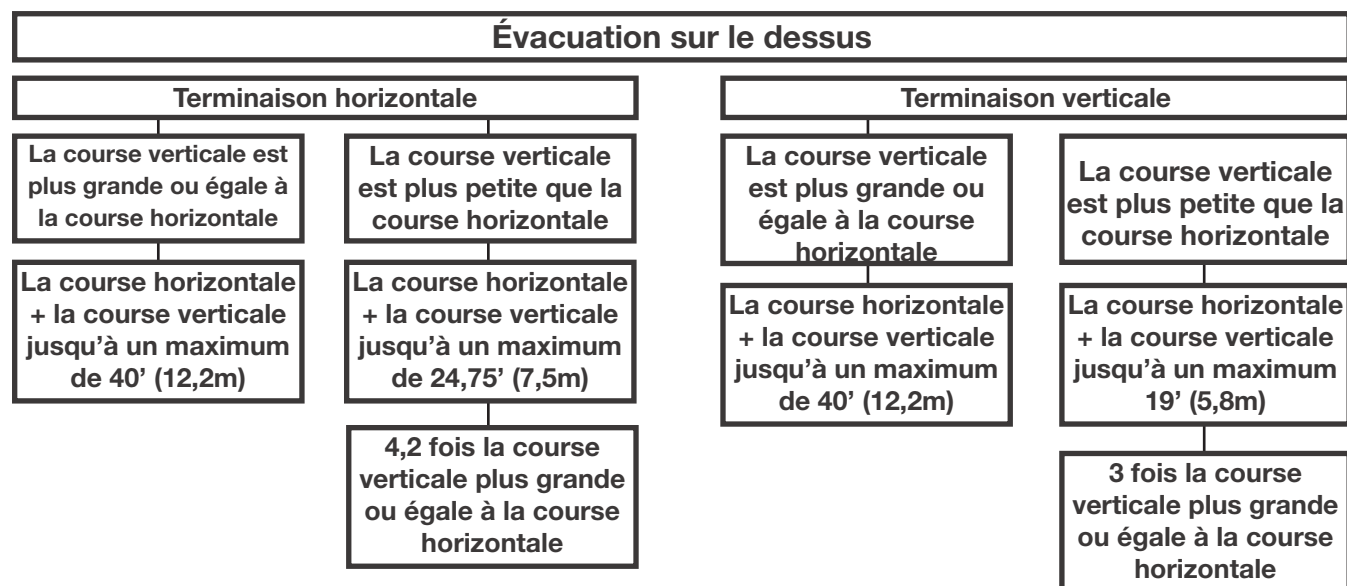 Évacuation sur le dessus
Terminaison horizontale
La course verticale est
plus grande ou égale à
la course horizontale
La course horizontale
+ la course verticale
jusqu'à un maximum
de 40' (12,2m)
La course verticale
est plus petite que la
course horizontale
La course horizontale
+ la course verticale
jusqu'à un maximum
de 24,75' (7,5m)
4,2 fois la course
verticale plus grande
ou égale à la course
horizontale
Terminaison verticale
La course verticale
est plus grande ou
égale à la course
horizontale
La course horizontale
+ la course verticale
jusqu'à un maximum
de 40' (12,2m)
La course verticale
est plus petite que la
course horizontale
La course horizontale
+ la course verticale
jusqu'à un maximum
19' (5,8m)
3 fois la course
verticale plus grande
ou égale à la course
horizontale